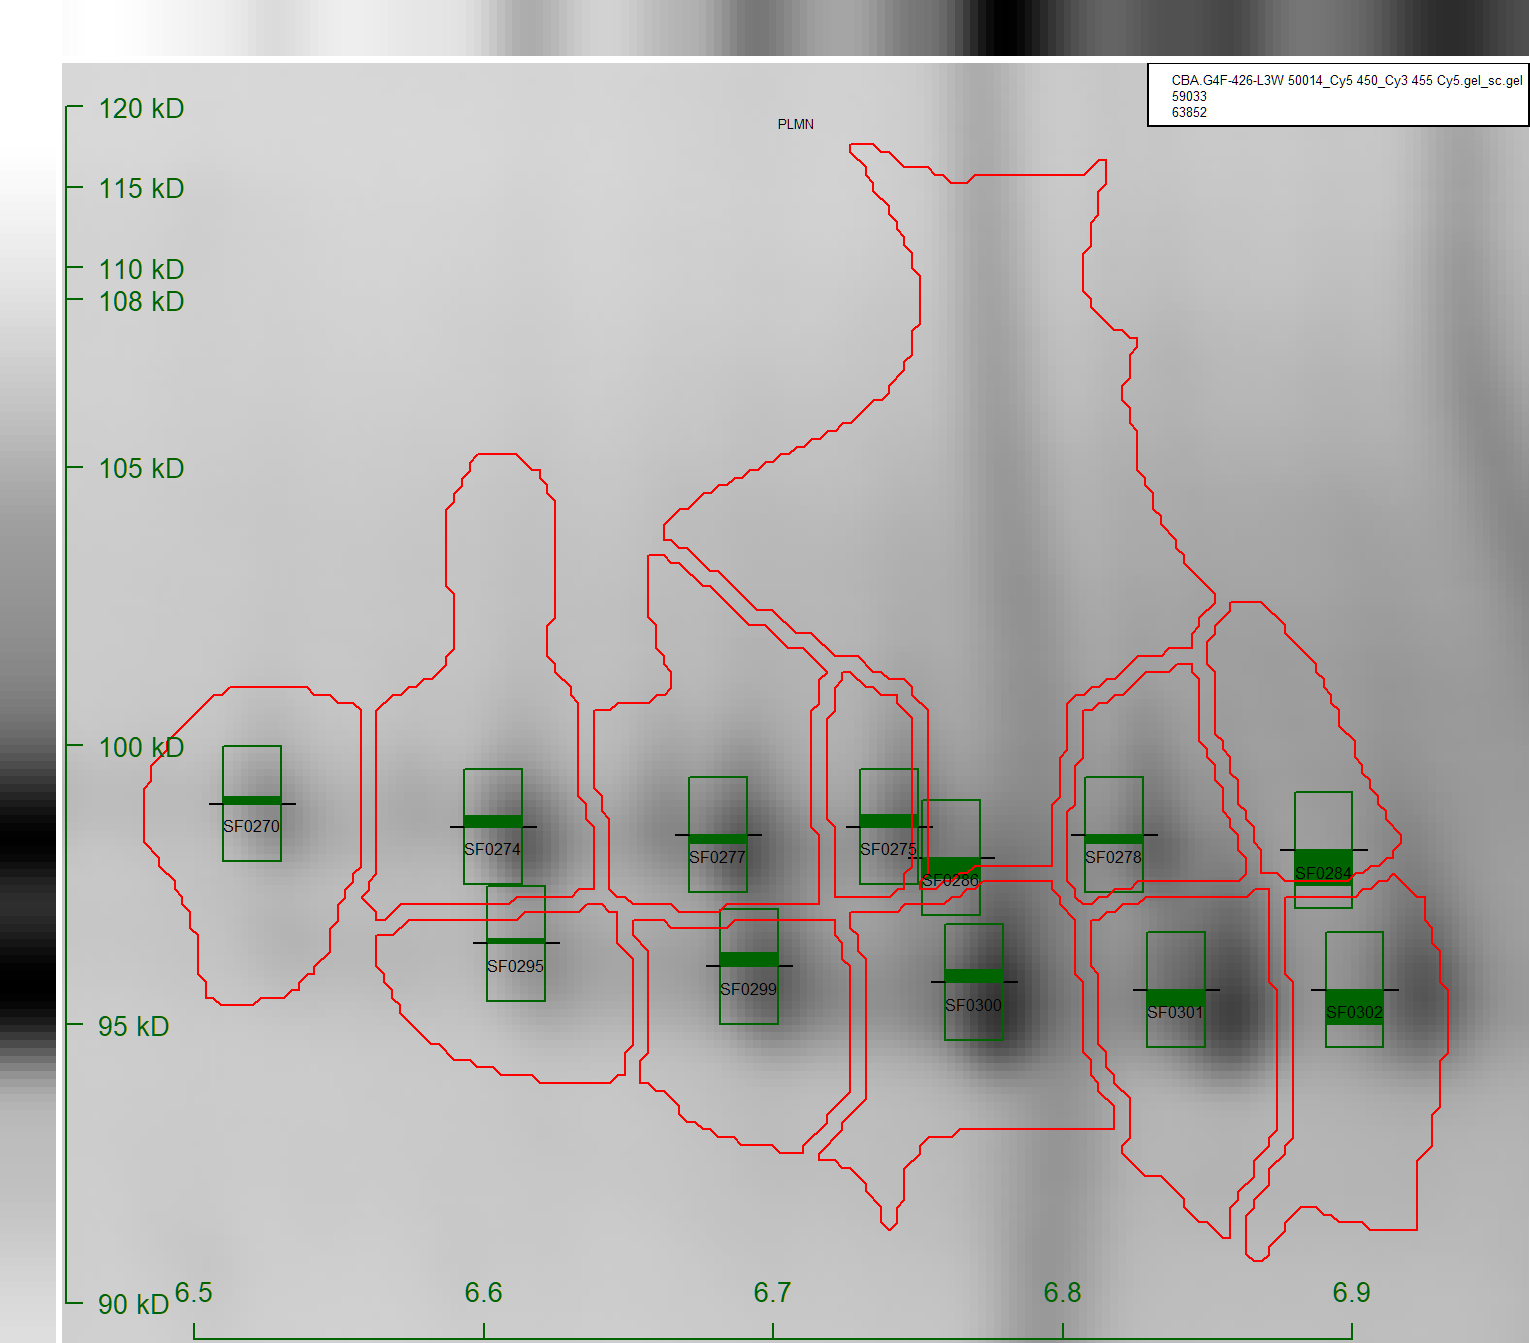 CBA.G4F-426-L3W 50014_Cy5 450_Cy3 455 Cy5.gel_sc.gel
59033
63852
120 kD
PLMN
115 kD
110 kD
108 kD
105 kD
100 kD
SF0270
SF0274
SF0277
SF0275
SF0278
SF0286
SF0284
SF0295
SF0299
SF0300
SF0301
SF0302
95 kD
90 kD
6.5
6.6
6.7
6.8
6.9